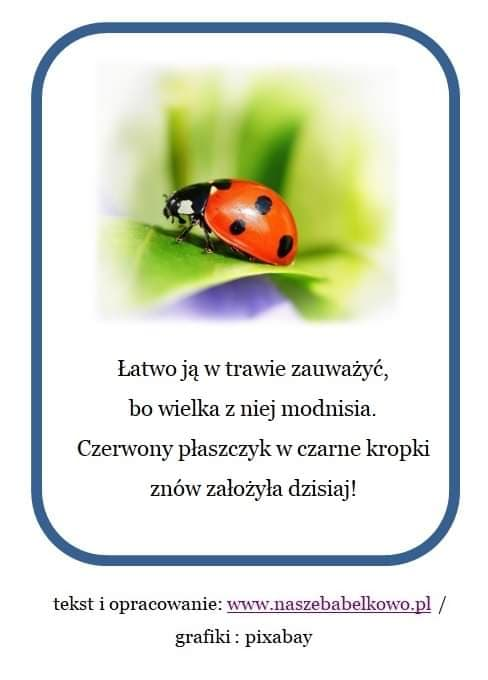 Łatwo ją w trawie zauważyć,
bo wielka z niej modnisia.
Czerwony płaszczyk w czarne kropki
znów założyła dzisiaj!
tekst i opracowanie: www.naszebabelkowo.pl /
grafiki : pixabay